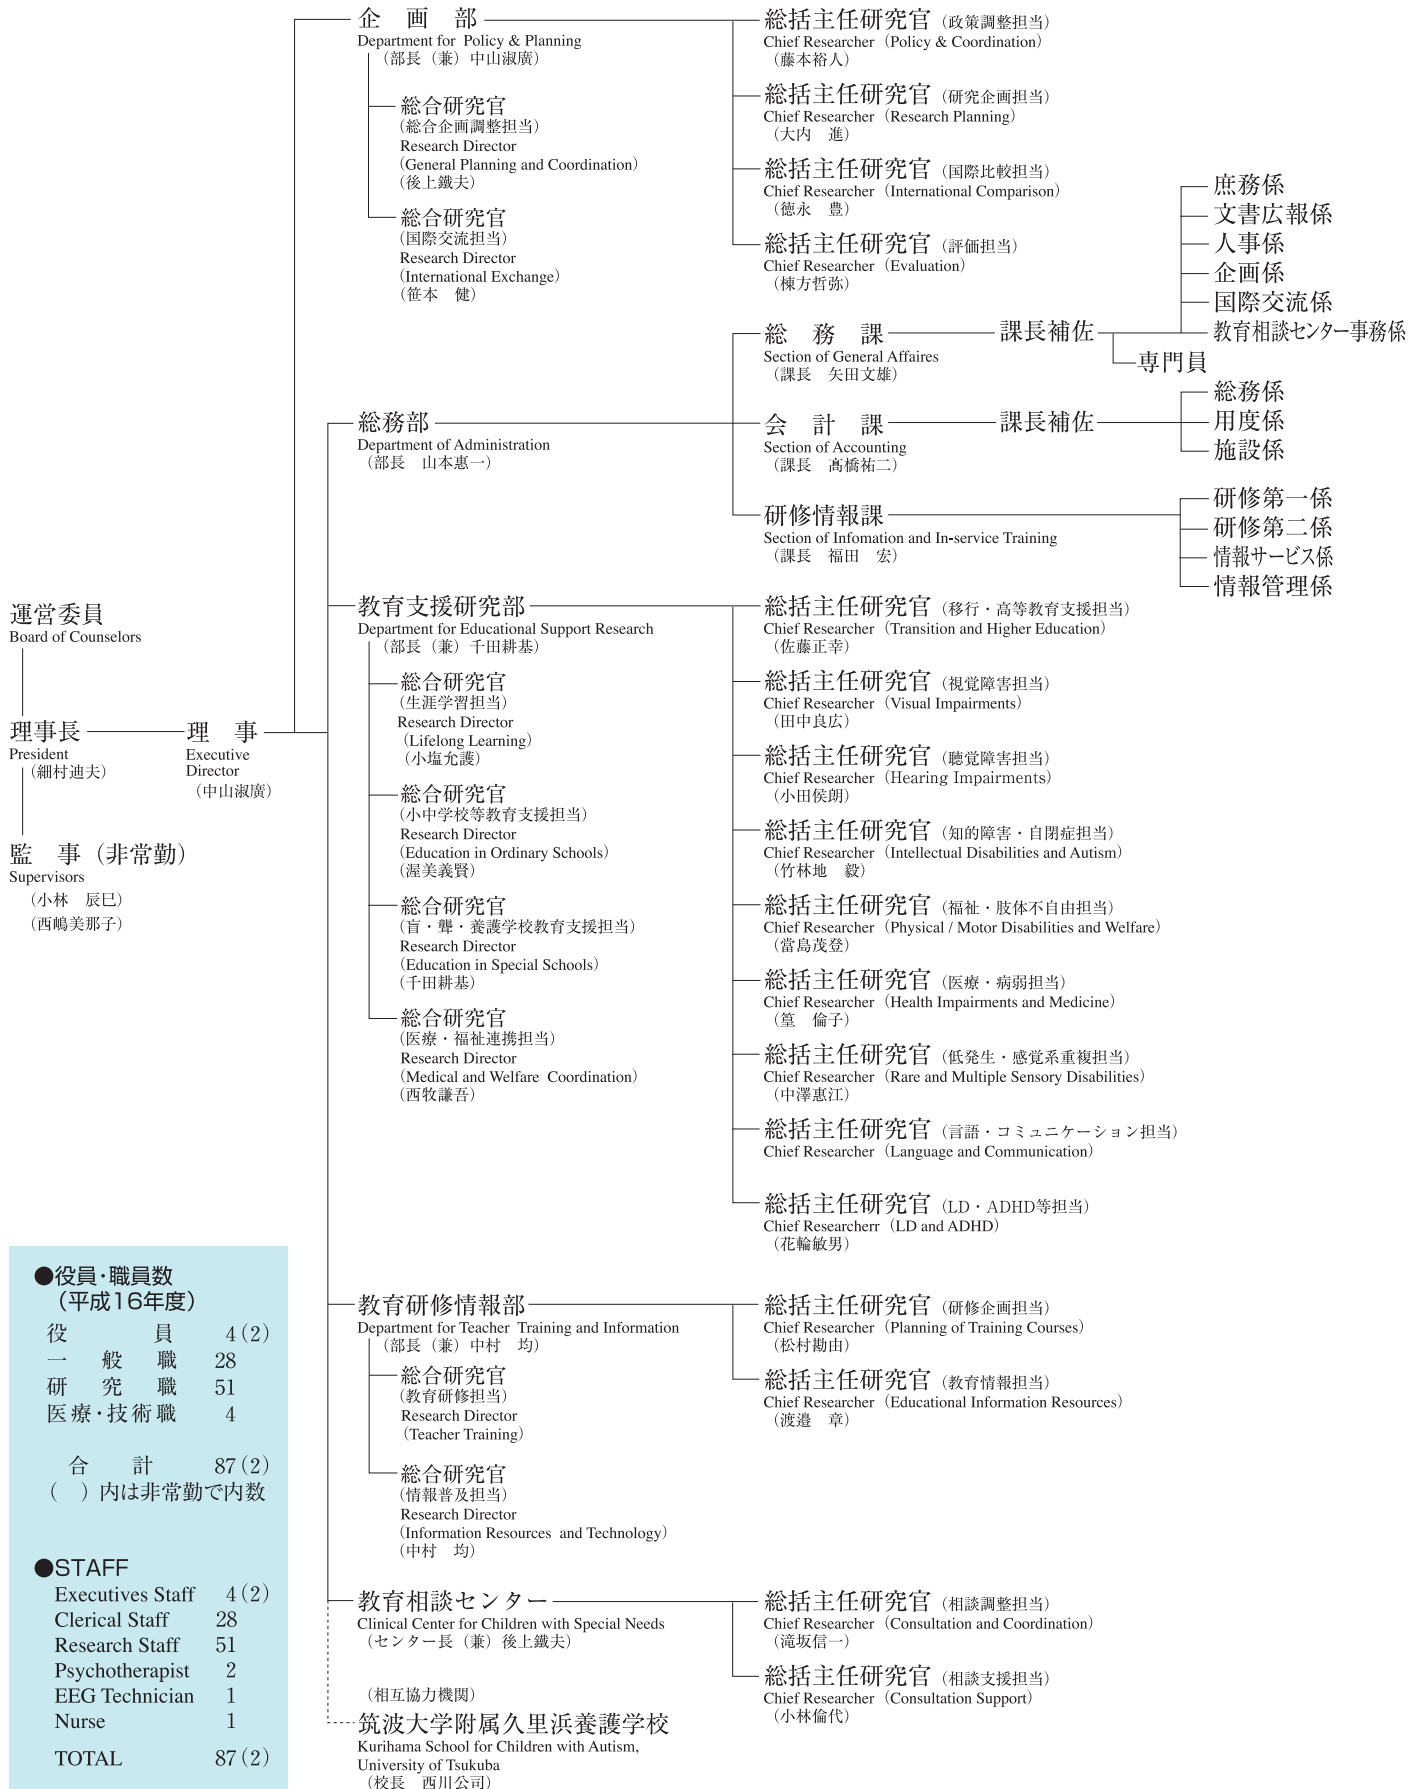 企　画　部
Department for Policy & Planning
（部長（兼）中山淑廣）
総合研究官
（総合企画調整担当）
Research Director
（General Planning and Coordination）
（後上鐵夫）
総合研究官
（国際交流担当）
Research Director
（International Exchange）
（笹本　健）
総括主任研究官（政策調整担当）
Chief Researcher（Policy & Coordination）
（藤本裕人）
総括主任研究官（研究企画担当）
Chief Researcher（Research Planning）
（大内　進）
総括主任研究官（国際比較担当）
Chief Researcher（International Comparison）
（徳永　豊）
総括主任研究官（評価担当）
Chief Researcher（Evaluation）
（棟方哲弥）
総務部
Department of Administration
（部長　山本惠一）
総　務　課
Section of General Affaires
（課長　矢田文雄）
課長補佐
専門員
庶務係
文書広報係
人事係
企画係
国際交流係
教育相談センター事務係
会　計　課
Section of Accounting
（課長　髙橋祐二）
課長補佐
総務係
用度係
施設係
研修情報課
Section of Infomation and In-service Training
（課長　福田　宏）
研修第一係
研修第二係
情報サービス係
情報管理係
運営委員
Board of Counselors
理事長
President
（細村迪夫）
理　事
Executive
Director
（中山淑廣）
監　事（非常勤）
Supervisors
（小林　辰巳）
（西嶋美那子）
教育支援研究部
Department for Educational Support Research
（部長（兼）千田耕基）
総合研究官
（生涯学習担当）
Research Director
（Lifelong Learning）
（小塩允護）
総合研究官
（小中学校等教育支援担当）
Research Director
（Education in Ordinary Schools）
（渥美義賢）
総合研究官
（盲・聾・養護学校教育支援担当）
Research Director
（Education in Special Schools）
（千田耕基）
総合研究官
（医療・福祉連携担当）
Research Director
（Medical and Welfare Coordination）
（西牧謙吾）
総括主任研究官（移行・高等教育支援担当）
Chief Researcher（Transition and Higher Education）
（佐藤正幸）
総括主任研究官（視覚障害担当）
Chief Researcher（Visual Impairments）
（田中良広）
総括主任研究官（聴覚障害担当）
Chief Researcher（Hearing Impairments）
（小田侯朗）
総括主任研究官（知的障害・自閉症担当）
Chief Researcher（Intellectual Disabilities and Autism）
（竹林地　毅）
総括主任研究官（福祉・肢体不自由担当）
Chief Researcher（Physical / Motor Disabilities and Welfare）
（當島茂登）
総括主任研究官（医療・病弱担当）
Chief Researcher（Health Impairments and Medicine）
（篁　倫子）
総括主任研究官（低発生・感覚系重複担当）
Chief Researcher（Rare and Multiple Sensory Disabilities）
（中澤惠江）
総括主任研究官（言語・コミュニケーション担当）
Chief Researcher（Language and Communication）
総括主任研究官（LD・ADHD等担当）
Chief Researcherr（LD and ADHD）
（花輪敏男）
教育研修情報部
Department for Teacher Training and Information
（部長（兼）中村　均）
総合研究官
（教育研修担当）
Research Director
（Teacher Training）
総合研究官
（情報普及担当）
Research Director
（Information Resources and Technology）
（中村　均）
総括主任研究官（研修企画担当）
Chief Researcher（Planning of Training Courses）
（松村勘由）
総括主任研究官（教育情報担当）
Chief Researcher（Educational Information Resources）
（渡邉　章）
教育相談センター
Clinical Center for Children with Special Needs
（センター長（兼）後上鐵夫）
総括主任研究官（相談調整担当）
Chief Researcher（Consultation and Coordination）
（滝坂信一）
総括主任研究官（相談支援担当）
Chief Researcher（Consultation Support）
（小林倫代）
（相互協力機関）
筑波大学附属久里浜養護学校
Kurihama School for Children with Autism,
University of Tsukuba
（校長　西川公司）
●役員・職員数
（平成16年度）
役　　　員　4(2)
一　般　職　28
研　究　職　51
医療・技術職　4
合　　計　87(2)
（　）内は非常勤で内数
●STAFF
Executives Staff 4(2)
Clerical Staff 28
Research Staff 51
Psychotherapist 2
EEG Technician 1
Nurse 1
TOTAL 87(2)